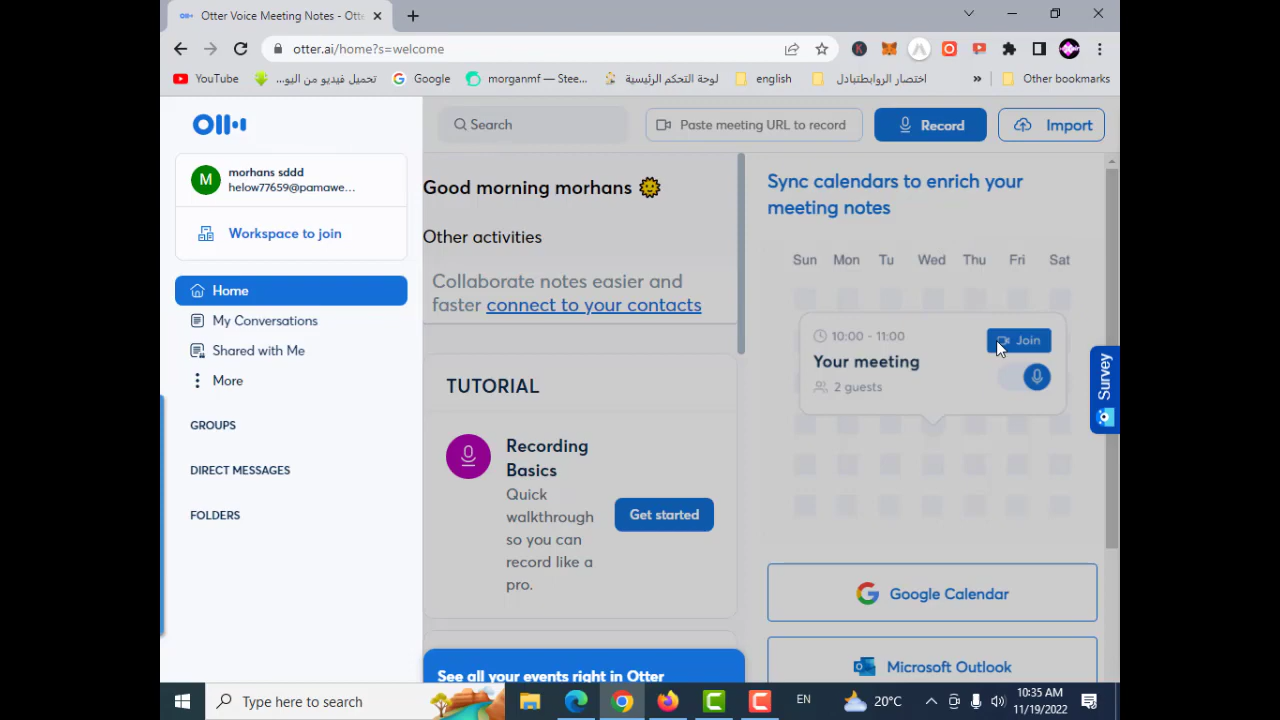 Otter Voice Meeting Notes - Otte
otter.ai/home?s=welcome
YouTube
تحميل فيديو من اليو...
Google
morganmf — Stee...
لوحة التحكم الرئيسية
english
اختصار الروابطتبادل
»
Other bookmarks
morhans sddd
helow77659@pamawe...
Workspace to join
Home
My Conversations
Shared with Me
More
GROUPS
DIRECT MESSAGES
FOLDERS
Search
Paste meeting URL to record
Record
Import
Good morning morhans
Other activities
Collaborate notes easier and
faster connect to your contacts
TUTORIAL
Recording
Basics
Quick
walkthrough
so you can
record like a
pro.
Get started
See all your events right in Otter
Sync calendars to enrich your
meeting notes
Sun Mon Tu Wed Thu Fri Sat
10:00 - 11:00
Join
Your meeting
2 guests
Google Calendar
Microsoft Outlook
Survey
M
Type here to search
EN
20°C
10:35 AM
11/19/2022